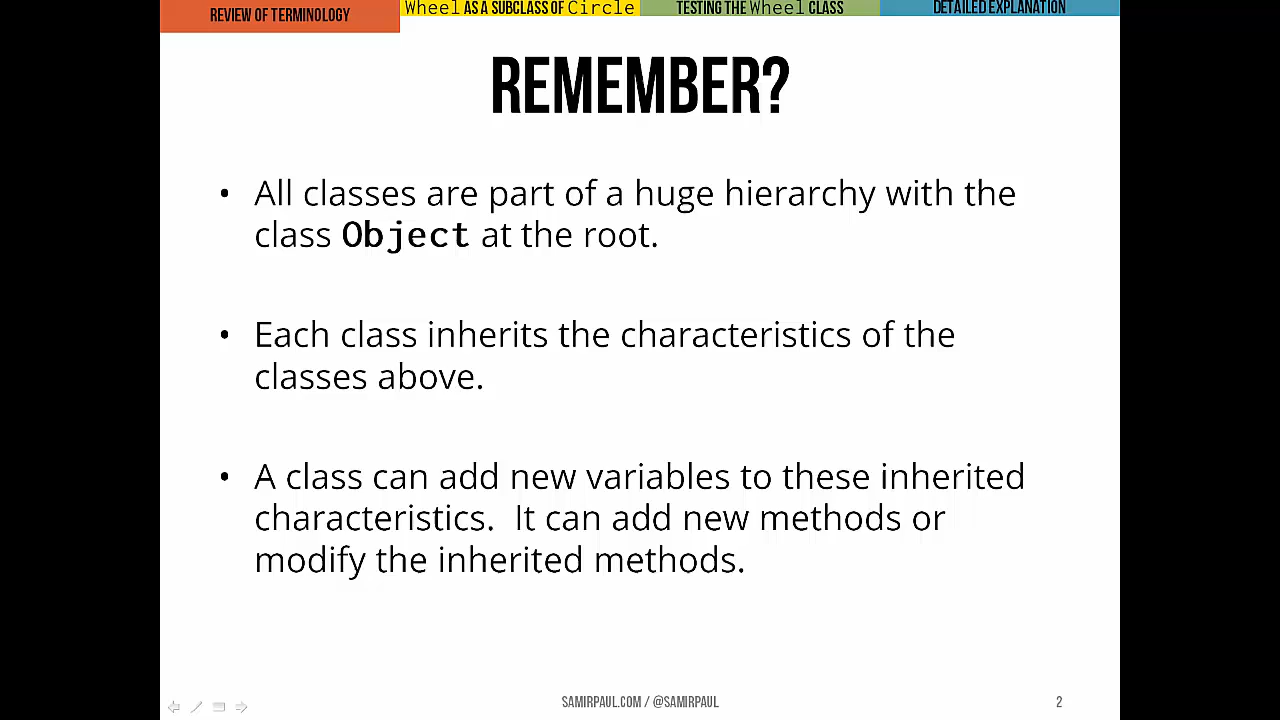 REVIEW OF TERMINOLOGY
Wheel AS A SUBCLASS OF Circle
TESTING THE Wheel CLASS
DETAILED EXPLANATION
REMEMBER?
• All classes are part of a huge hierarchy with the
class Object at the root.
• Each class inherits the characteristics of the
classes above.
• A class can add new variables to these inherited
characteristics.  It can add new methods or
modify the inherited methods.
SAMIRPAUL.COM / @SAMIRPAUL
2